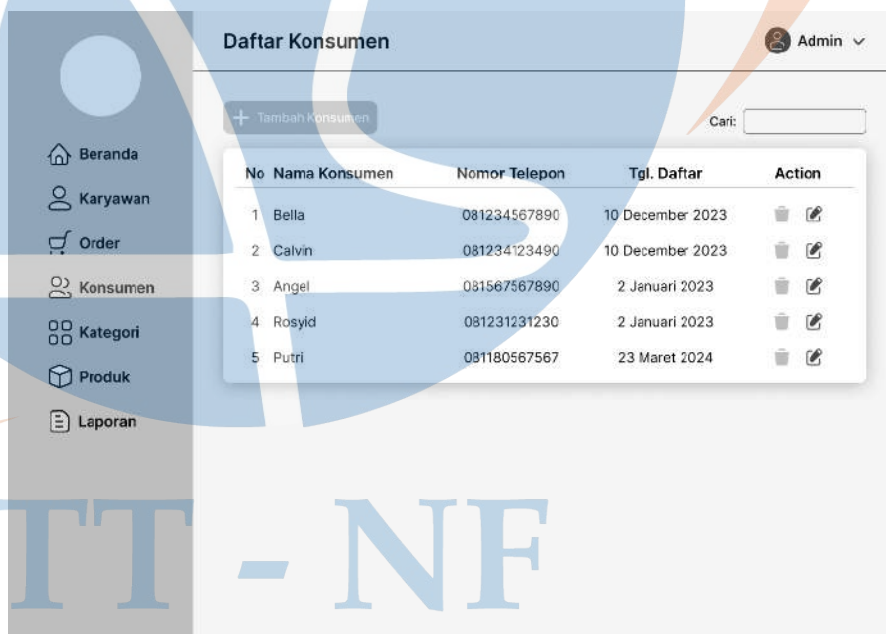 Daftar Konsumen
Admin
Tambah Konsumen
Cari:
Beranda
Karyawan
Order
Konsumen
Kategori
Produk
Laporan
No Nama Konsumen Nomor Telepon Tgl. Daftar Action
1 Bella 081234567890 10 December 2023
2 Calvin 081234123490 10 December 2023
3 Angel 081567567890 2 Januari 2023
4 Rosyid 081231231230 2 Januari 2023
5 Putri 081180567567 23 Maret 2024
TT - NF